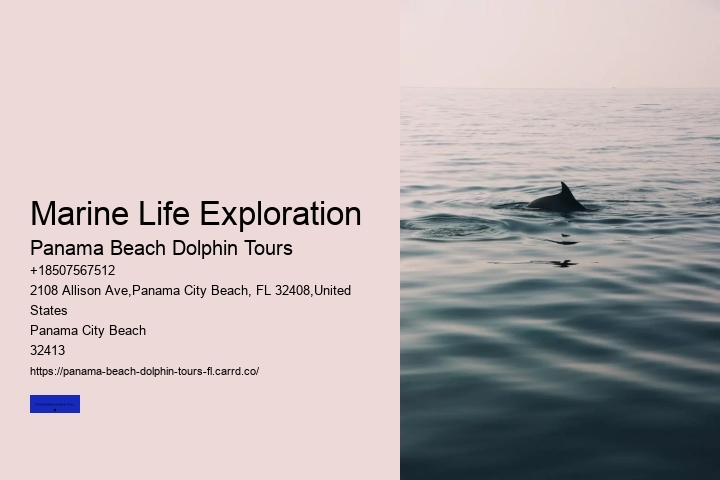 Marine Life Exploration
Panama Beach Dolphin Tours
+18507567512
2108 Allison Ave,Panama City Beach, FL 32408,United
States
Panama City Beach
32413
https://panama-beach-dolphin-tours-fl.carrd.co/